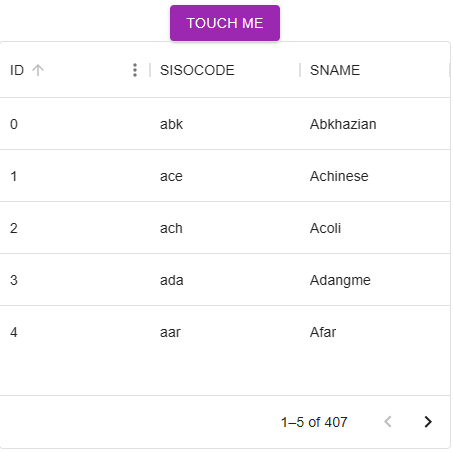 TOUCH ME
ID SISOCODE SNAME
0 abk Abkhazian
1 ace Achinese
2 ach Acoli
3 ada Adangme
4 aar Afar
1–5 of 407